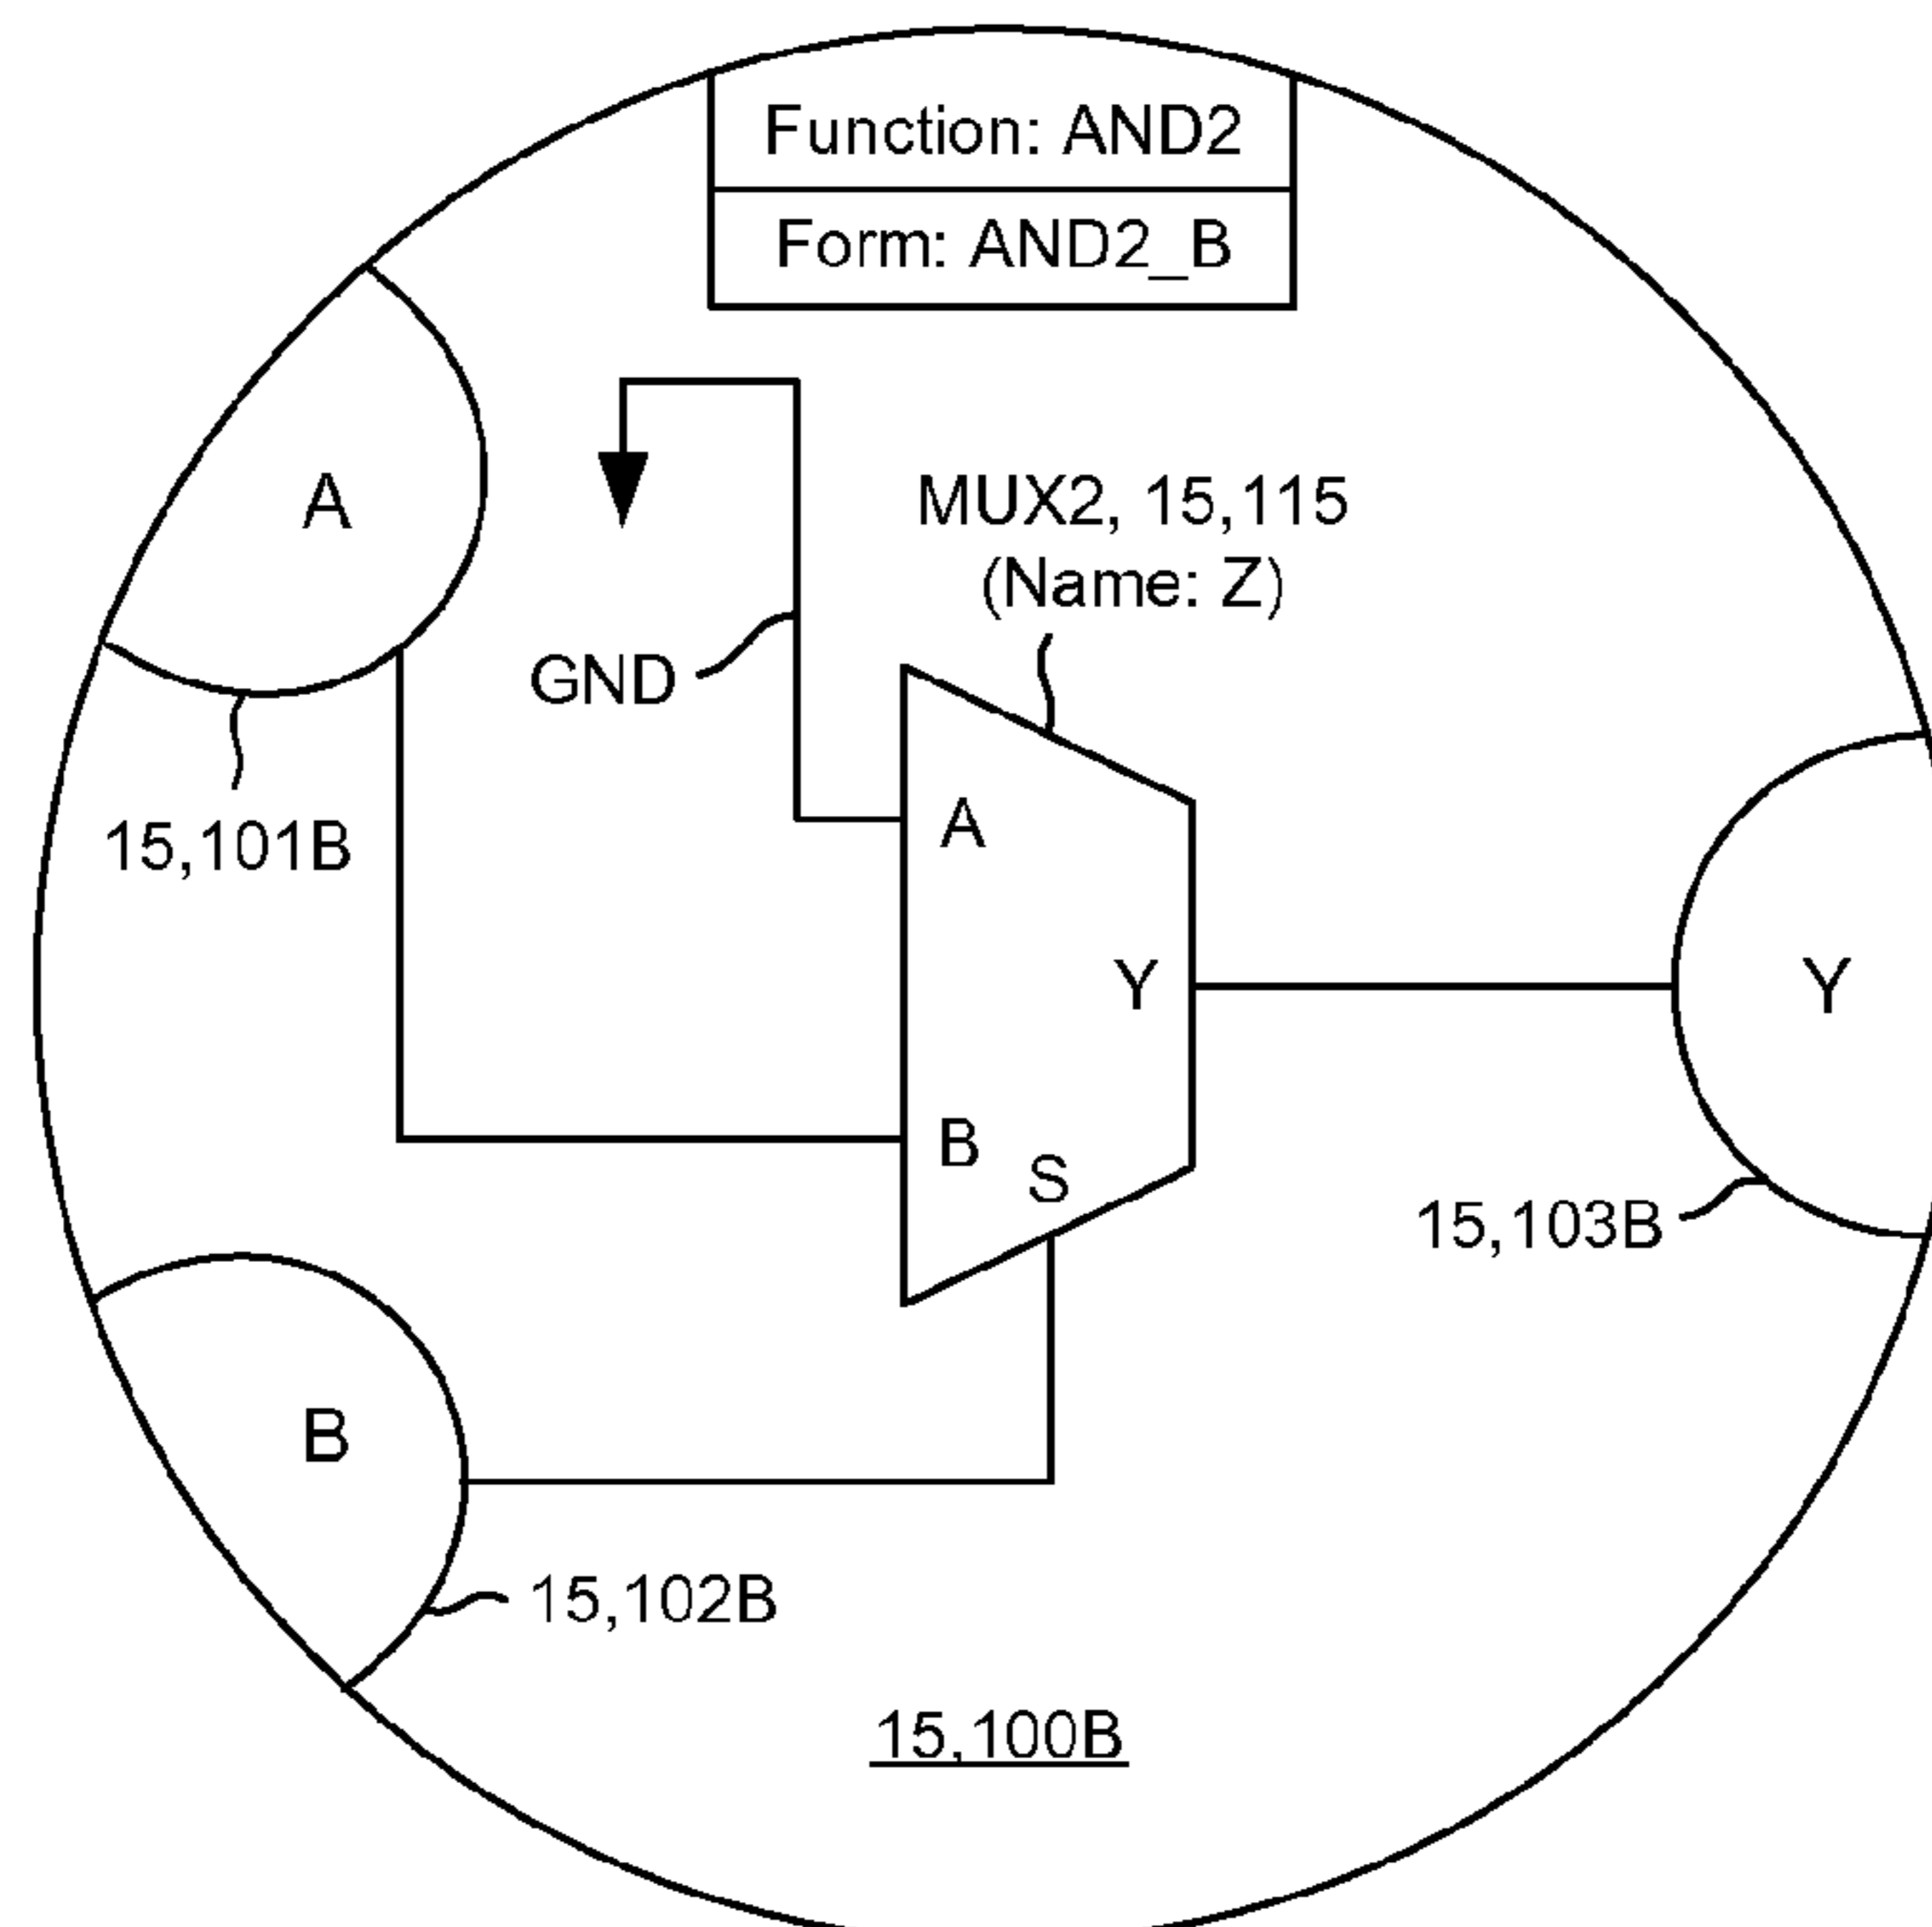 Function: AND2
Form: AND2_B
A
MUX2, 15,115
(Name: Z)
GND
A
15,101B
Y
Y
B
S
15,103B
B
15,102B
15,100B